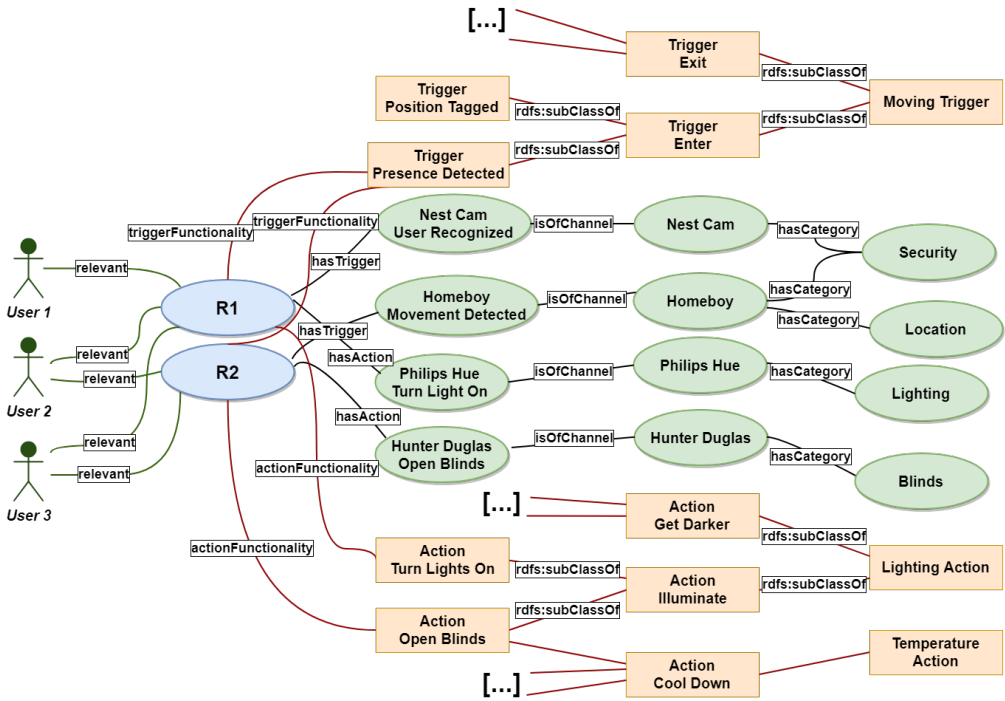 [...]
Trigger
Exit
rdfs:subClassOf
Trigger
Position Tagged
rdfs:subClassOf
Moving Trigger
Trigger
Enter
rdfs:subClassOf
Trigger
Presence Detected
rdfs:subClassOf
triggerFunctionality
triggerFunctionality
Nest Cam
User Recognized
isOfChannel
Nest Cam
hasCategory
Security
hasTrigger
relevant
User 1
R1
Homeboy
Movement Detected
isOfChannel
Homeboy
hasCategory
hasCategory
Location
hasTrigger
hasAction
relevant
relevant
User 2
R2
Philips Hue
Turn Light On
isOfChannel
Philips Hue
hasCategory
Lighting
hasAction
relevant
relevant
User 3
Hunter Duglas
Open Blinds
isOfChannel
Hunter Duglas
hasCategory
Blinds
actionFunctionality
[...]
Action
Get Darker
rdfs:subClassOf
actionFunctionality
Action
Turn Lights On
rdfs:subClassOf
Lighting Action
Action
Illuminate
rdfs:subClassOf
rdfs:subClassOf
Action
Open Blinds
Temperature
Action
[...]
Action
Cool Down